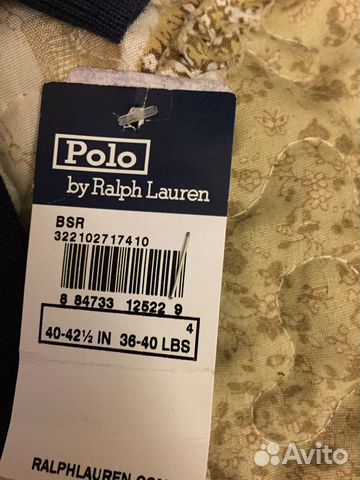 Polo
by Ralph Lauren
BSR
322102717410
8 84733 12522 9
4
40-42½ IN 36-40 LBS
RALPHLAUREN.COM
Avito